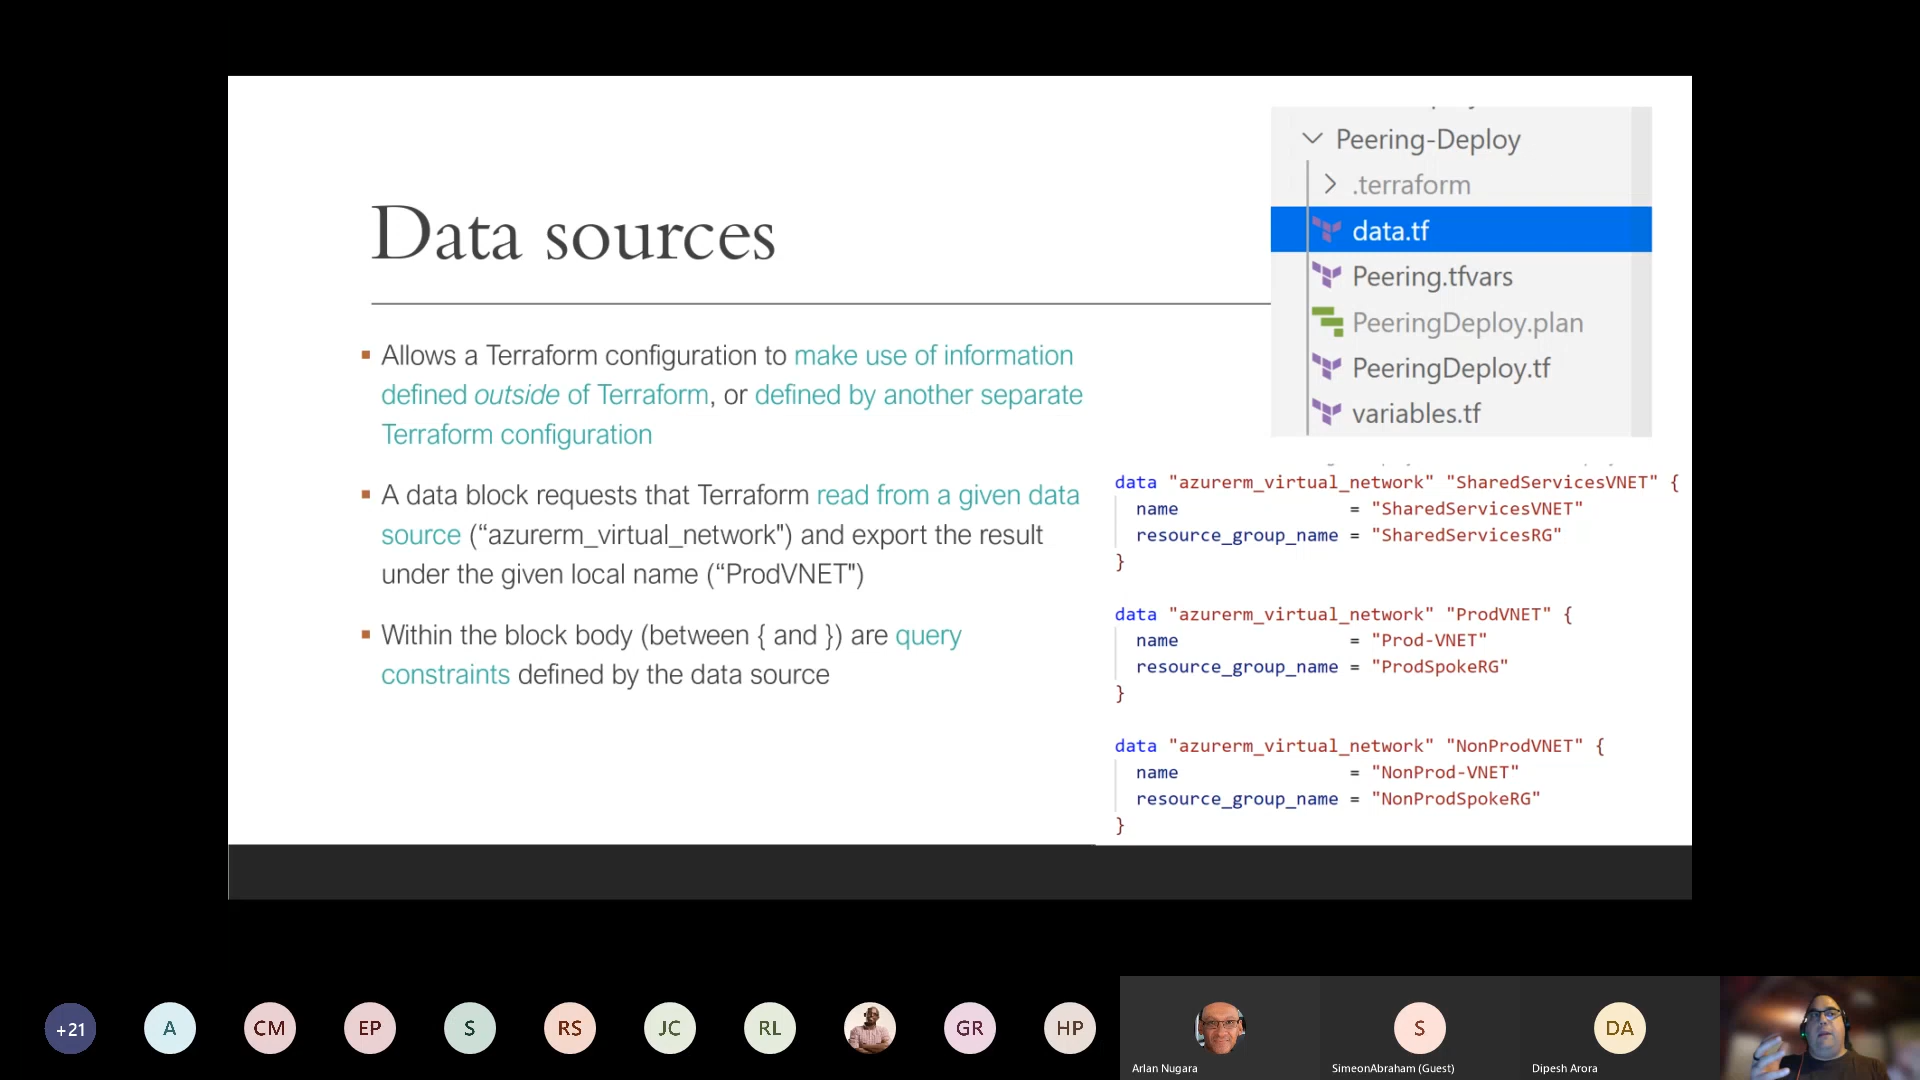 Data sources
Allows a Terraform configuration to make use of information
defined outside of Terraform, or defined by another separate
Terraform configuration
A data block requests that Terraform read from a given data
source (“azurerm_virtual_network") and export the result
under the given local name (“ProdVNET")
Within the block body (between { and }) are query
constraints defined by the data source
Peering-Deploy
.terraform
data.tf
Peering.tfvars
PeeringDeploy.plan
PeeringDeploy.tf
variables.tf
data "azurerm_virtual_network" "SharedServicesVNET" {
name = "SharedServicesVNET"
resource_group_name = "SharedServicesRG"
}
data "azurerm_virtual_network" "ProdVNET" {
name = "Prod-VNET"
resource_group_name = "ProdSpokeRG"
}
data "azurerm_virtual_network" "NonProdVNET" {
name = "NonProd-VNET"
resource_group_name = "NonProdSpokeRG"
}
+21 A CM EP S RS JC RL GR HP S DA
Arlan Nugara SimeonAbraham (Guest) Dipesh Arora